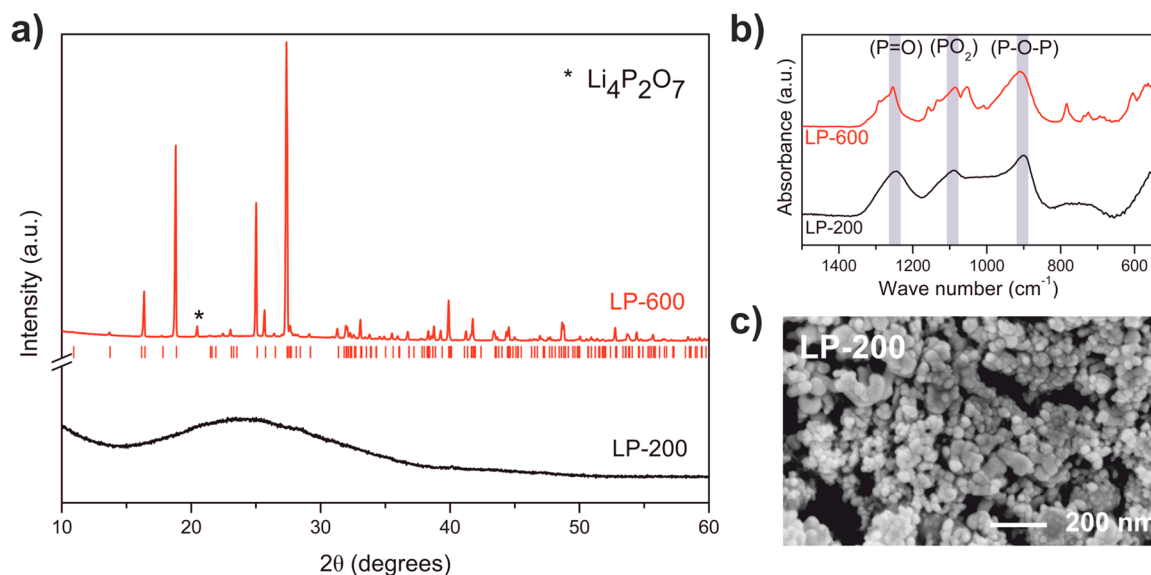 a)
* Li4P2O7
LP-600
LP-200
Intensity (a.u.)
10 20 30 40 50 60
2θ (degrees)
b)
(P=O) (PO2) (P-O-P)
LP-600
LP-200
Absorbance (a.u.)
1400 1200 1000 800 600
Wave number (cm-1)
c)
LP-200
200 nm